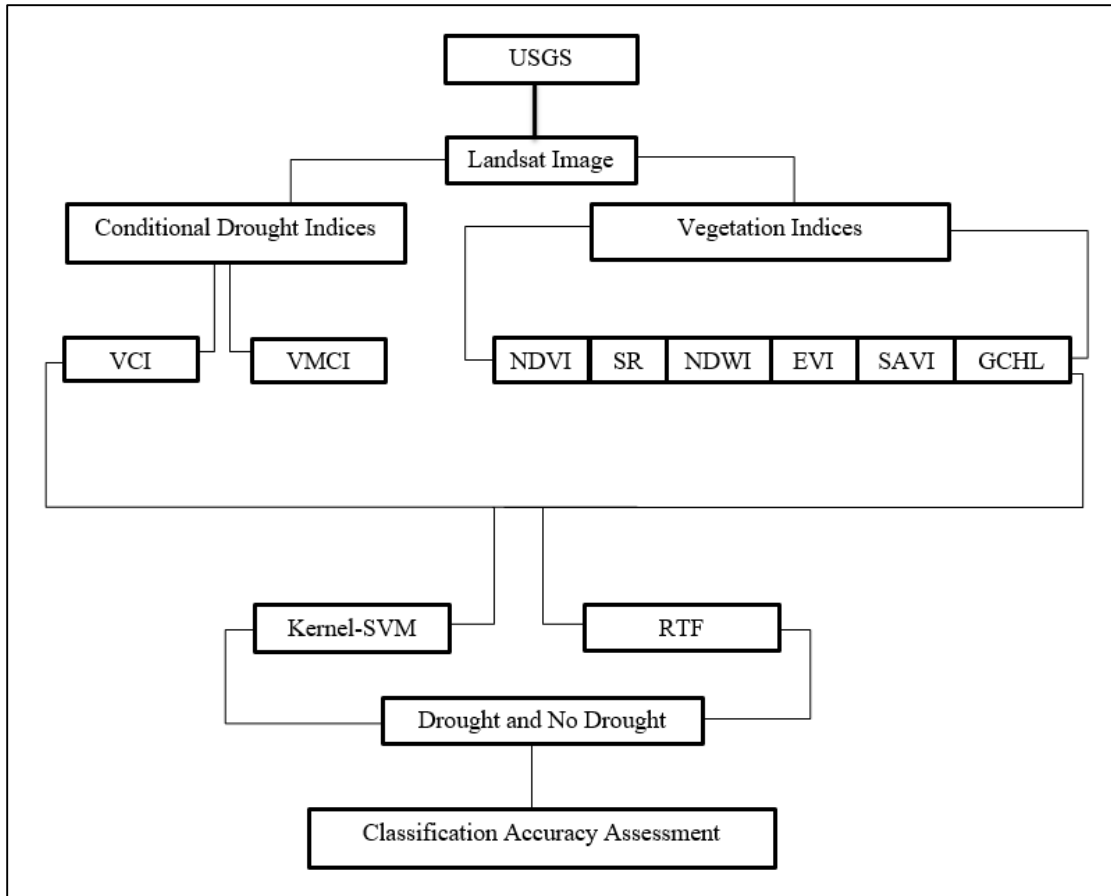 USGS
Landsat Image
Conditional Drought Indices
Vegetation Indices
VCI
VMCI
NDVI
SR
NDWI
EVI
SAVI
GCHL
Kernel-SVM
RTF
Drought and No Drought
Classification Accuracy Assessment